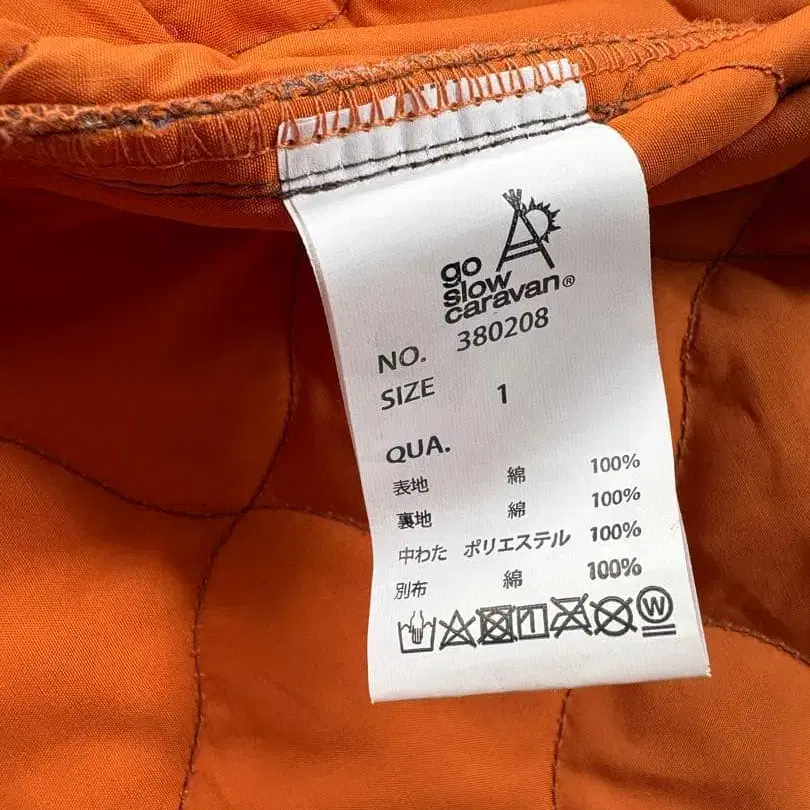 go
slow
caravan®
NO. 380208
SIZE 1
QUA.
表地 綿 100%
裏地 綿 100%
中わた ポリエステル 100%
別布 綿 100%
W